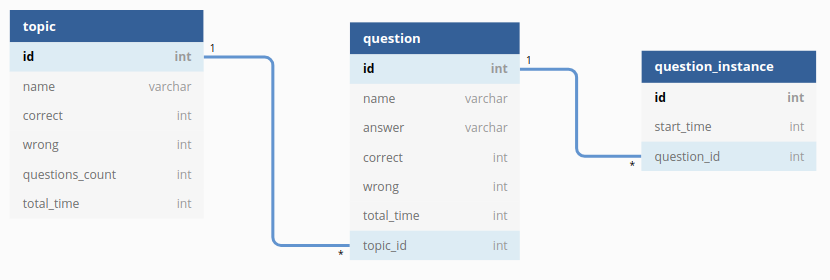 topic
id int
name varchar
correct int
wrong int
questions_count int
total_time int
1
*
question
id int
name varchar
answer varchar
correct int
wrong int
total_time int
topic_id int
1
*
question_instance
id int
start_time int
question_id int